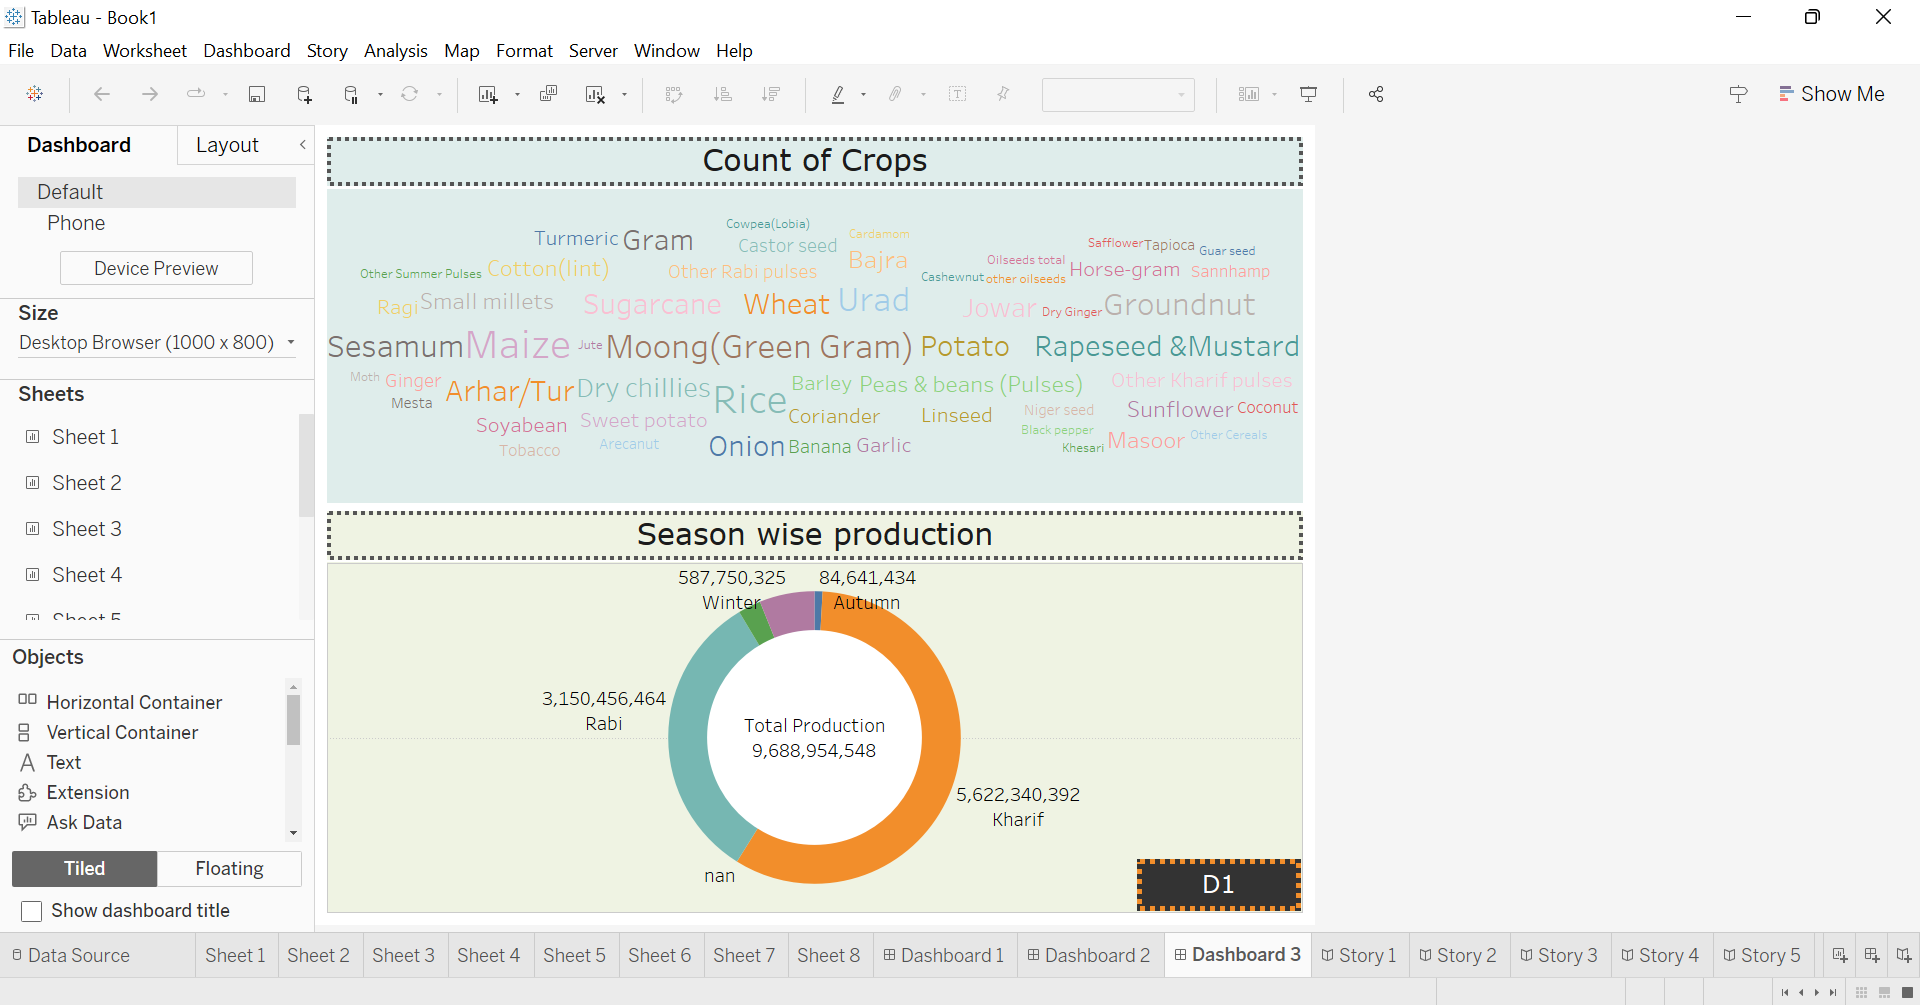 Tableau - Book1
File Data Worksheet Dashboard Story Analysis Map Format Server Window Help
Show Me
Dashboard
Layout
Default
Phone
Device Preview
Size
Desktop Browser (1000 x 800)
Sheets
Sheet 1
Sheet 2
Sheet 3
Sheet 4
Sheet 5
Objects
Horizontal Container
Vertical Container
Text
Extension
Ask Data
Tiled
Floating
Show dashboard title
Count of Crops
Cowpea(Lobia)
Turmeric Gram Castor seed Cardamom
Safflower Tapioca Guar seed
Other Summer Pulses Cotton(lint) Other Rabi pulses Bajra
Oilseeds total Horse-gram Sannhamp
Cashewnut other oilseeds
Ragi Small millets Sugarcane Wheat Urad Jowar Dry Ginger Groundnut
Sesamum Maize Jute Moong(Green Gram) Potato Rapeseed &Mustard
Moth Ginger Arhar/Tur Dry chillies Rice Barley Peas & beans (Pulses) Other Kharif pulses
Mesta Coriander Linseed Niger seed Sunflower Coconut
Soyabean Sweet potato Black pepper Other Cereals
Tobacco Arecanut Onion Banana Garlic Khesari Masoor
Season wise production
587,750,325
Winter
84,641,434
Autumn
3,150,456,464
Rabi
Total Production
9,688,954,548
5,622,340,392
Kharif
nan
D1
Data Source Sheet 1 Sheet 2 Sheet 3 Sheet 4 Sheet 5 Sheet 6 Sheet 7 Sheet 8 Dashboard 1 Dashboard 2 Dashboard 3 Story 1 Story 2 Story 3 Story 4 Story 5